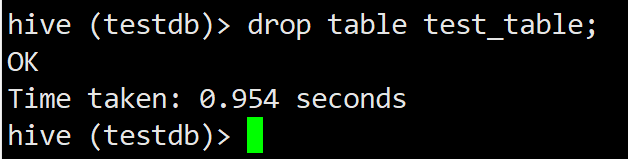 hive (testdb)> drop table test_table;
OK
Time taken: 0.954 seconds
hive (testdb)>